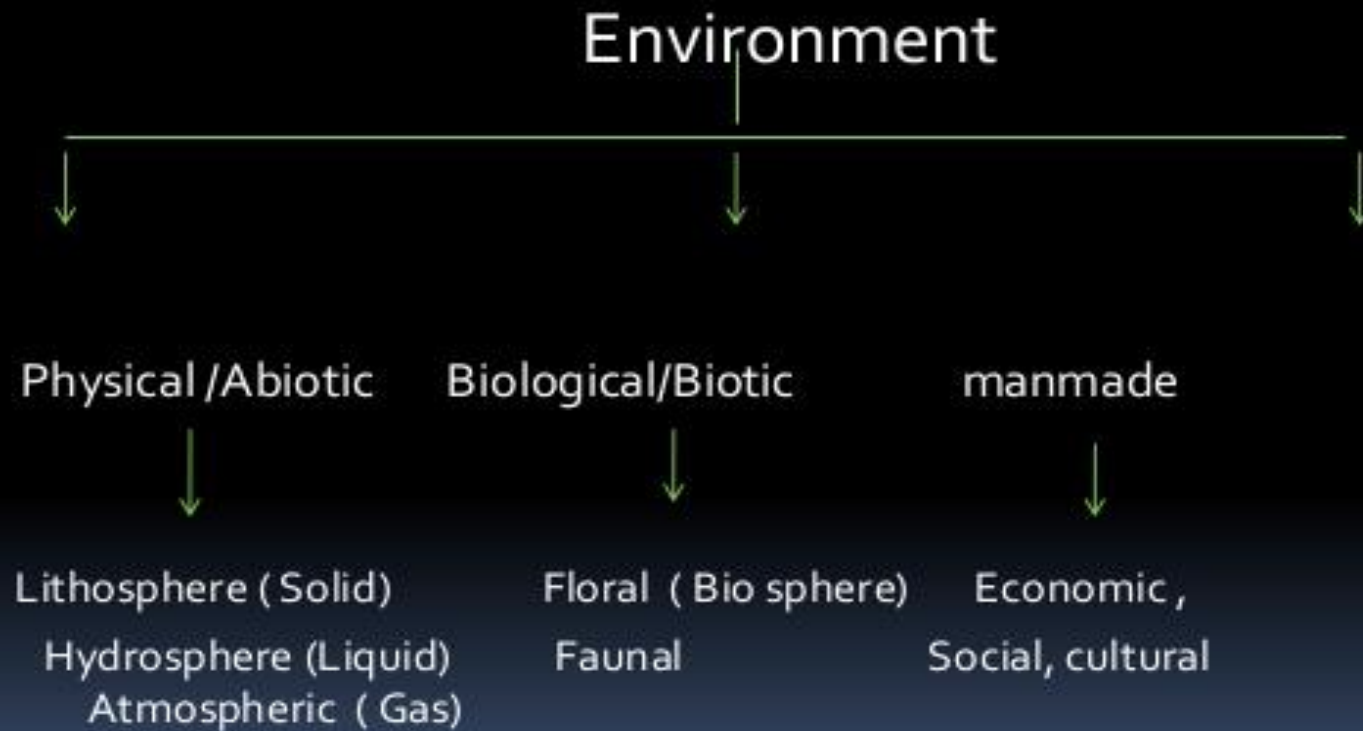 Environment
Physical /Abiotic Biological/Biotic manmade
Lithosphere ( Solid) Floral ( Bio sphere) Economic ,
Hydrosphere (Liquid) Faunal Social, cultural
Atmospheric ( Gas)